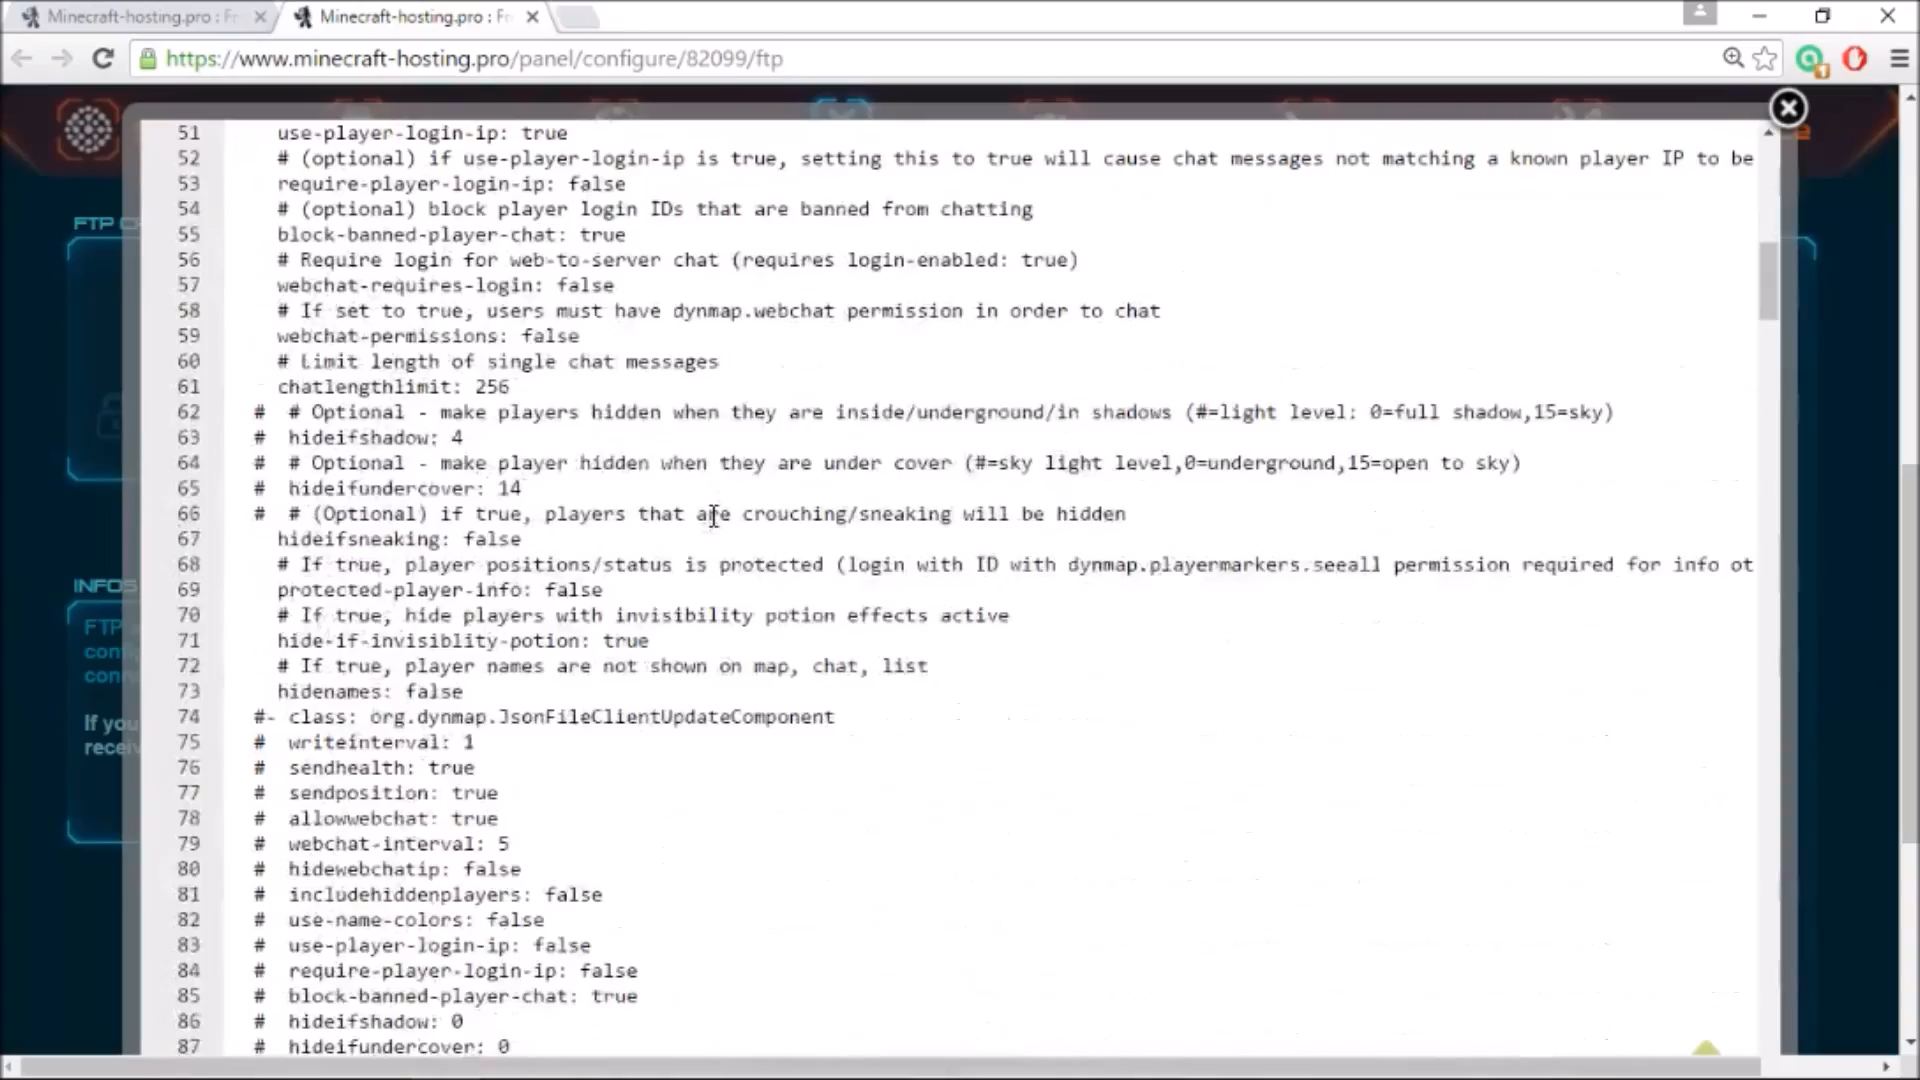 Minecraft-hosting.pro : Fr
Minecraft-hosting.pro : Fr
https://www.minecraft-hosting.pro/panel/configure/82099/ftp
51 use-player-login-ip: true
52 # (optional) if use-player-login-ip is true, setting this to true will cause chat messages not matching a known player IP to be
53 require-player-login-ip: false
54 # (optional) block player login IDs that are banned from chatting
55 block-banned-player-chat: true
56 # Require login for web-to-server chat (requires login-enabled: true)
57 webchat-requires-login: false
58 # If set to true, users must have dynmap.webchat permission in order to chat
59 webchat-permissions: false
60 # Limit length of single chat messages
61 chatlengthlimit: 256
62 # # Optional - make players hidden when they are inside/underground/in shadows (#=light level: 0=full shadow,15=sky)
63 # hideifshadow: 4
64 # # Optional - make player hidden when they are under cover (#=sky light level,0=underground,15=open to sky)
65 # hideifundercover: 14
66 # # (Optional) if true, players that are crouching/sneaking will be hidden
67 hideifsneaking: false
68 # If true, player positions/status is protected (login with ID with dynmap.playermarkers.seeall permission required for info ot
69 protected-player-info: false
70 # If true, hide players with invisibility potion effects active
71 hide-if-invisiblity-potion: true
72 # If true, player names are not shown on map, chat, list
73 hidenames: false
74 #- class: org.dynmap.JsonFileClientUpdateComponent
75 # writeinterval: 1
76 # sendhealth: true
77 # sendposition: true
78 # allowwebchat: true
79 # webchat-interval: 5
80 # hidewebchatip: false
81 # includehiddenplayers: false
82 # use-name-colors: false
83 # use-player-login-ip: false
84 # require-player-login-ip: false
85 # block-banned-player-chat: true
86 # hideifshadow: 0
87 # hideifundercover: 0
FTP
INFOS
FTP
con
conn
If you
recei